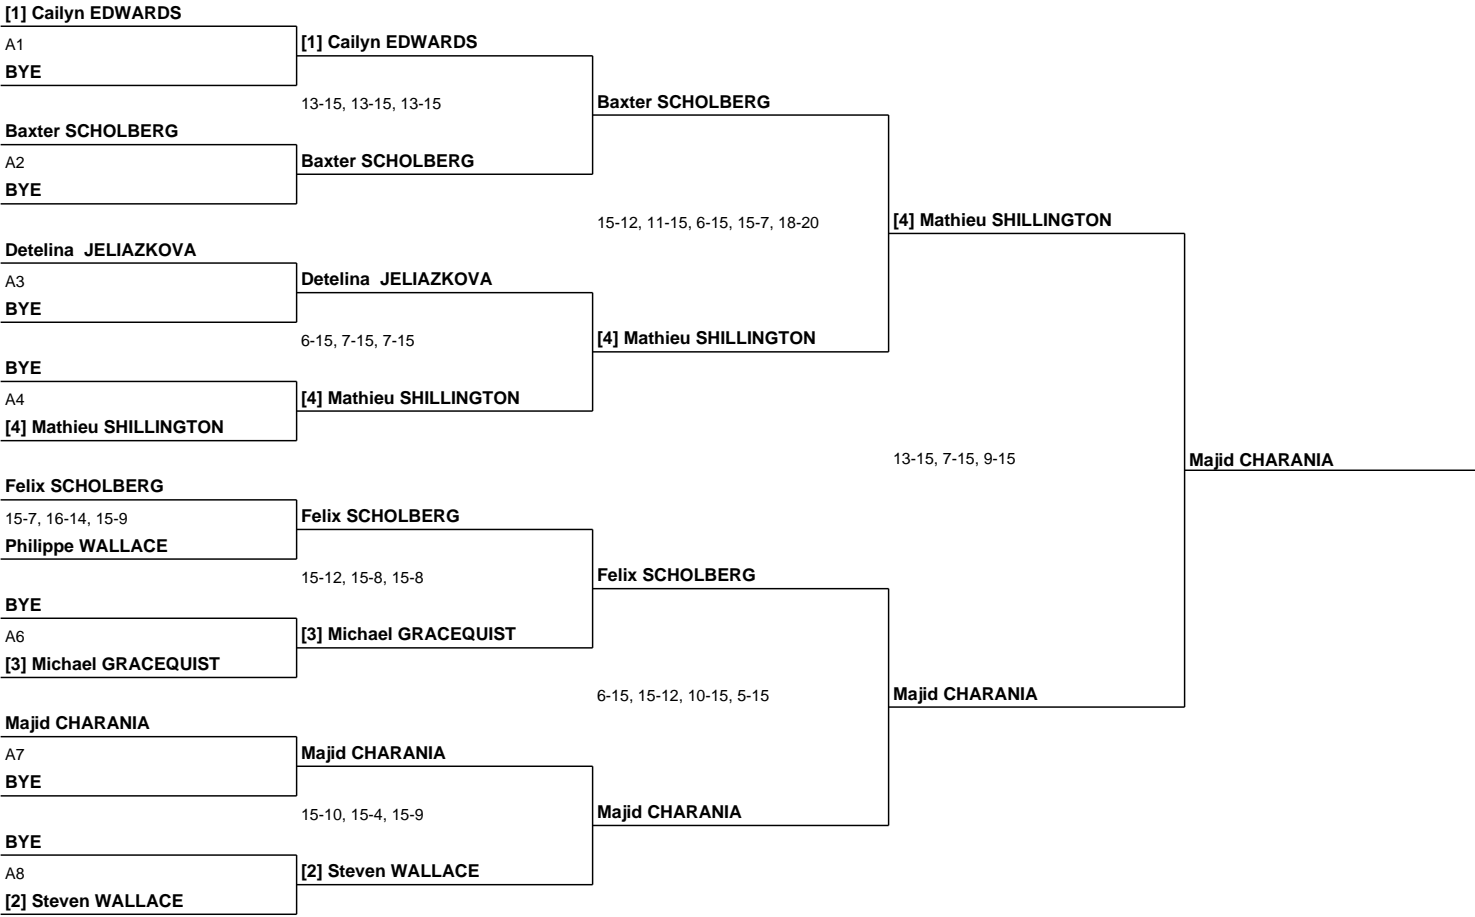 [1] Cailyn EDWARDS
A1
BYE
[1] Cailyn EDWARDS
13-15, 13-15, 13-15
Baxter SCHOLBERG
A2
BYE
Baxter SCHOLBERG
Baxter SCHOLBERG
15-12, 11-15, 6-15, 15-7, 18-20
Detelina  JELIAZKOVA
A3
BYE
Detelina  JELIAZKOVA
6-15, 7-15, 7-15
BYE
A4
[4] Mathieu SHILLINGTON
[4] Mathieu SHILLINGTON
[4] Mathieu SHILLINGTON
[4] Mathieu SHILLINGTON
13-15, 7-15, 9-15
Majid CHARANIA
Felix SCHOLBERG
15-7, 16-14, 15-9
Philippe WALLACE
Felix SCHOLBERG
15-12, 15-8, 15-8
BYE
A6
[3] Michael GRACEQUIST
[3] Michael GRACEQUIST
Felix SCHOLBERG
6-15, 15-12, 10-15, 5-15
Majid CHARANIA
Majid CHARANIA
A7
BYE
Majid CHARANIA
15-10, 15-4, 15-9
BYE
A8
[2] Steven WALLACE
[2] Steven WALLACE
Majid CHARANIA